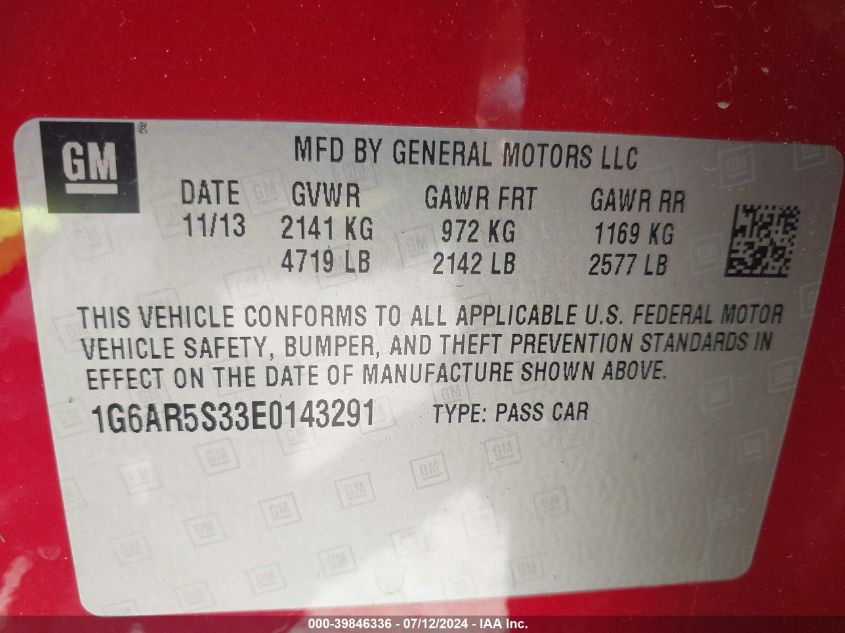 GM®
MFD BY GENERAL MOTORS LLC
DATE GVWR GAWR FRT GAWR RR
11/13 2141 KG 972 KG 1169 KG
4719 LB 2142 LB 2577 LB
THIS VEHICLE CONFORMS TO ALL APPLICABLE U.S. FEDERAL MOTOR
VEHICLE SAFETY, BUMPER, AND THEFT PREVENTION STANDARDS IN
EFFECT ON THE DATE OF MANUFACTURE SHOWN ABOVE.
1G6AR5S33E0143291 TYPE: PASS CAR
000-39846336 - 07/12/2024 - IAA Inc.